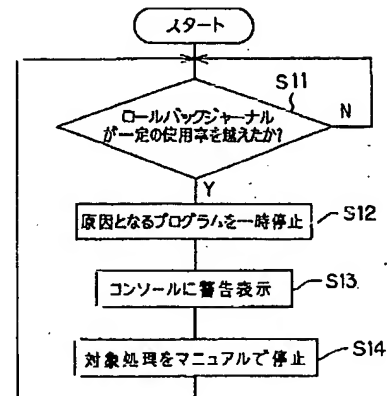 スタート
S11
ロールバックジャーナル
が一定の使用率を越えたか?
N
Y
原因となるプログラムを一時停止
S12
コンソールに警告表示
S13
対象処理をマニュアルで停止
S14